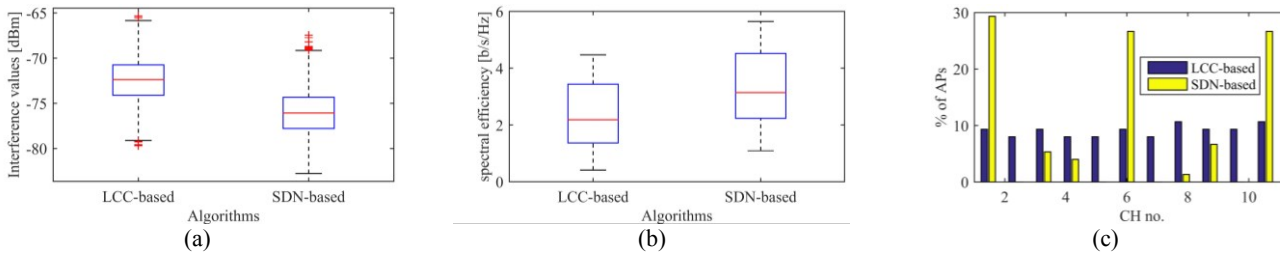 Interference values [dBm]
-65
-70
-75
-80
LCC-based
SDN-based
Algorithms
(a)
spectral efficiency [b/s/Hz]
6
4
2
0
LCC-based
SDN-based
Algorithms
(b)
% of APs
30
20
10
0
LCC-based
SDN-based
2
4
6
8
10
CH no.
(c)